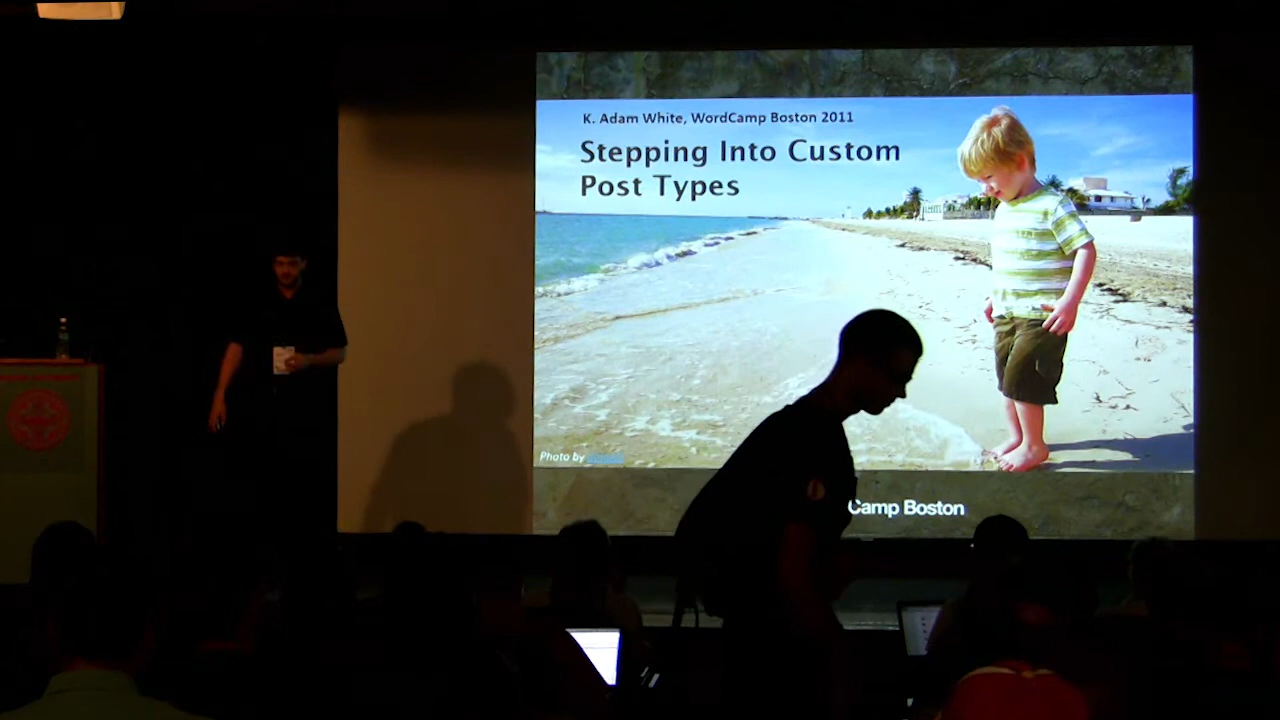 K. Adam White, WordCamp Boston 2011
Stepping Into Custom
Post Types
Photo by
Camp Boston